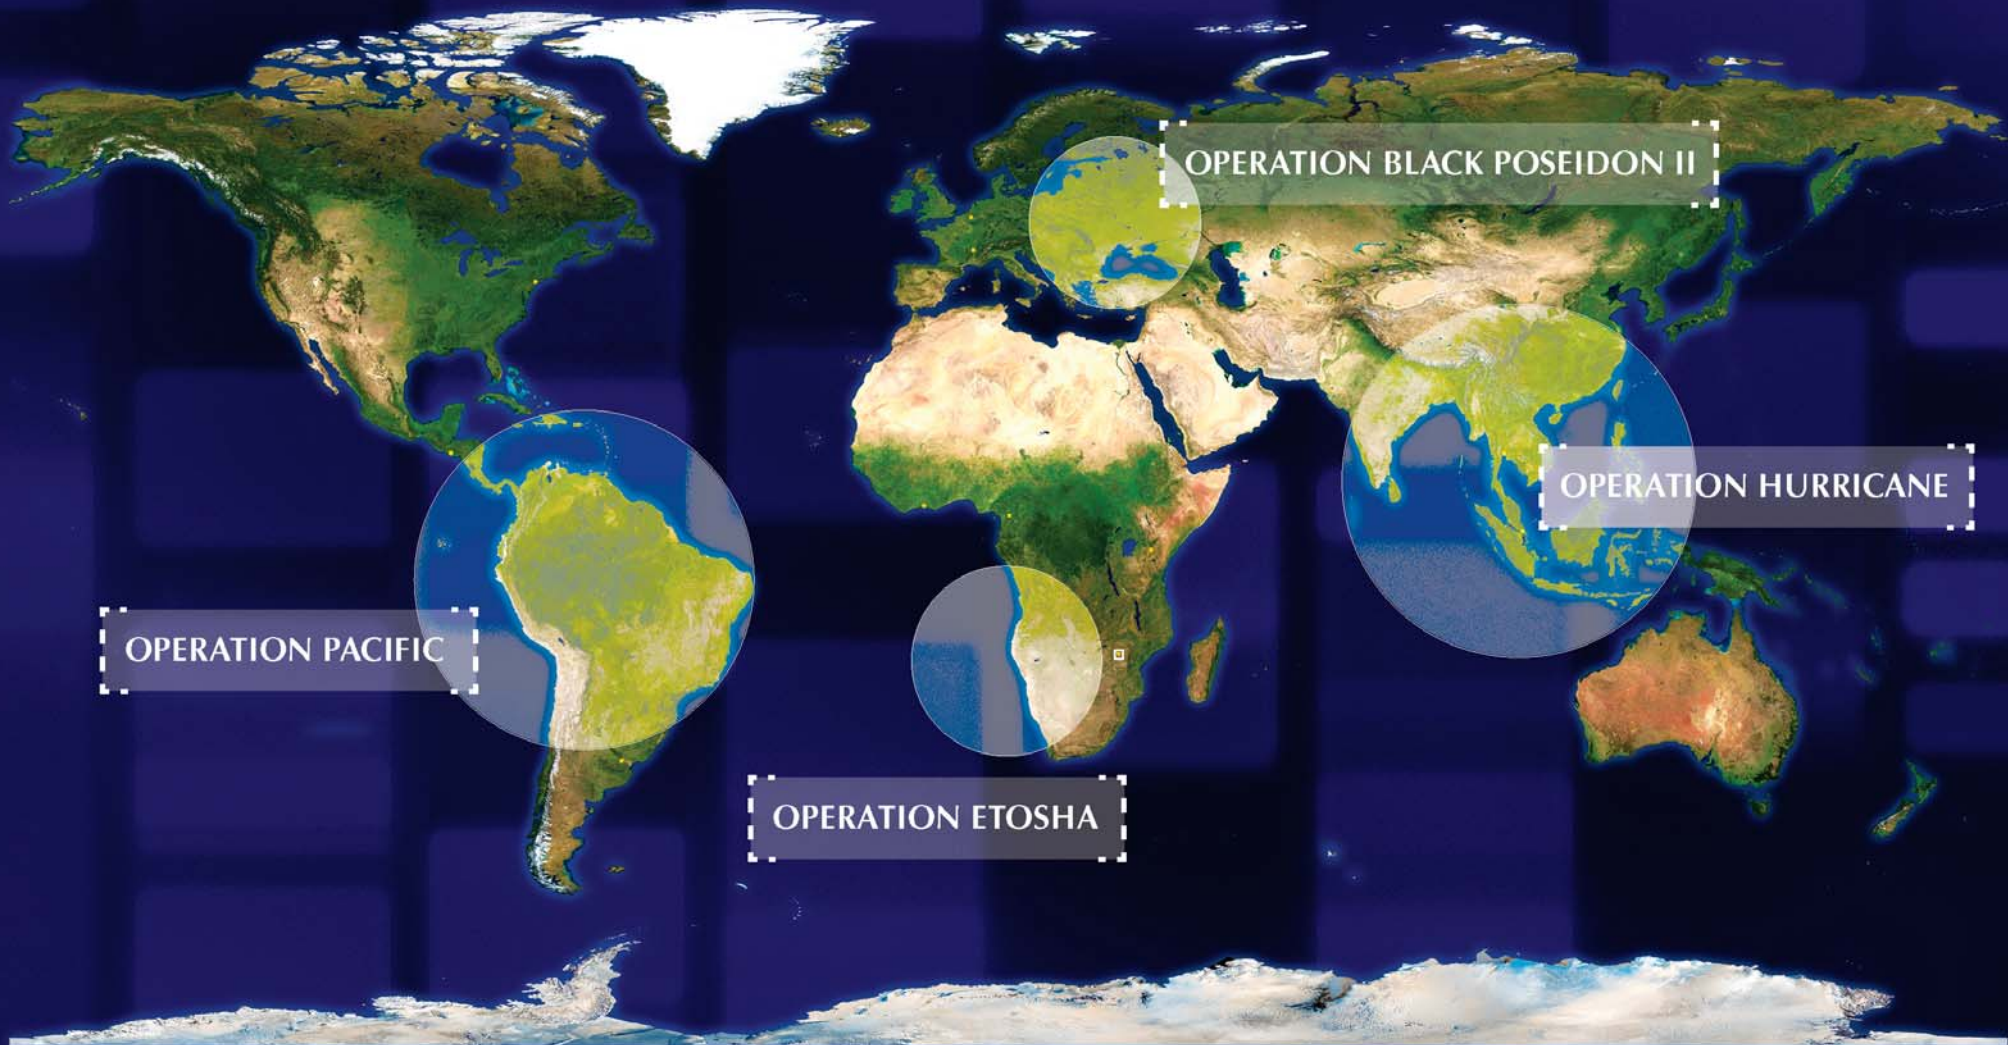 OPERATION BLACK POSEIDON II
OPERATION HURRICANE
OPERATION PACIFIC
OPERATION ETOSHA